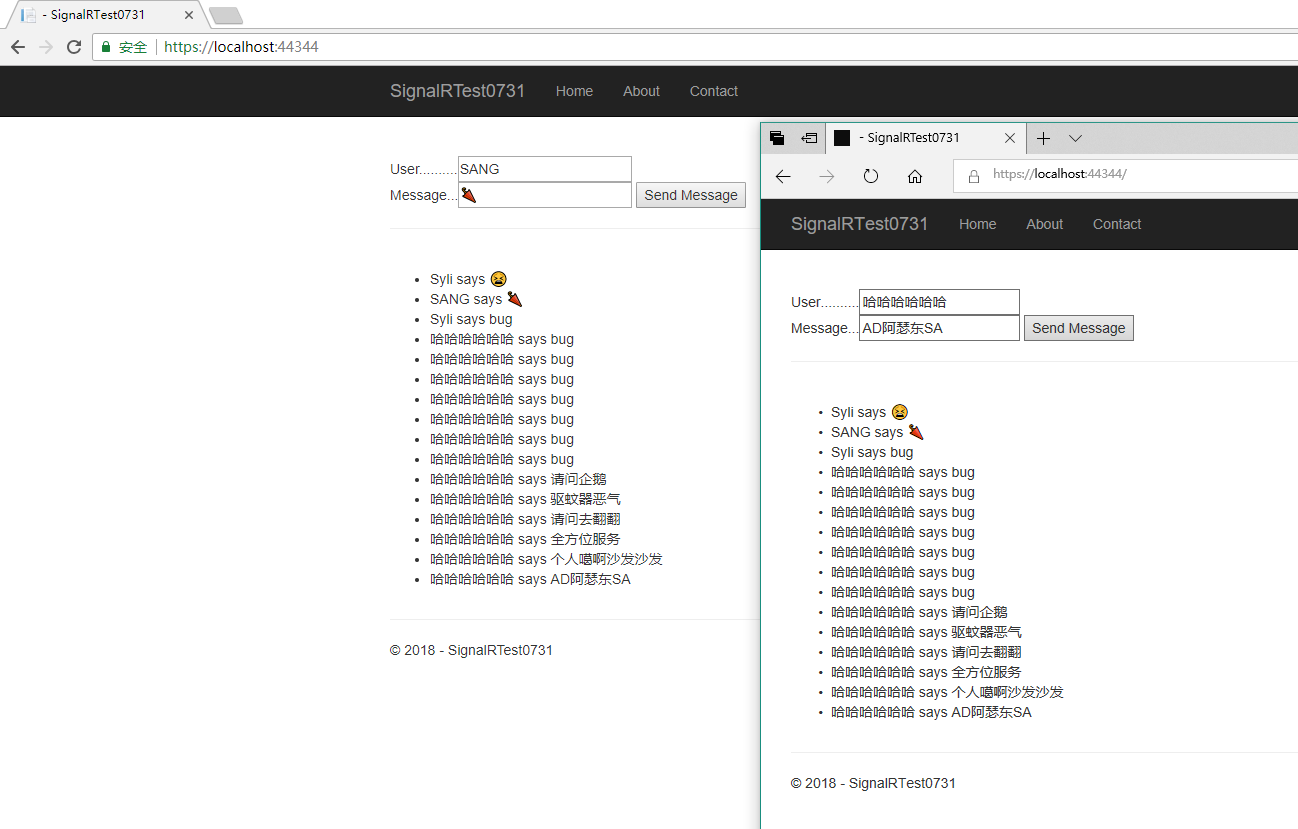 - SignalRTest0731
安全 https://localhost:44344
SignalRTest0731 Home About Contact
User..........SANG
Message...🌂 Send Message
Syli says 😫
SANG says 🌂
Syli says bug
哈哈哈哈哈哈 says bug
哈哈哈哈哈哈 says bug
哈哈哈哈哈哈 says bug
哈哈哈哈哈哈 says bug
哈哈哈哈哈哈 says bug
哈哈哈哈哈哈 says bug
哈哈哈哈哈哈 says bug
哈哈哈哈哈哈 says 请问企鹅
哈哈哈哈哈哈 says 驱蚊器恶气
哈哈哈哈哈哈 says 请问去翻翻
哈哈哈哈哈哈 says 全方位服务
哈哈哈哈哈哈 says 个人噶啊沙发沙发
哈哈哈哈哈哈 says AD阿瑟东SA
© 2018 - SignalRTest0731
- SignalRTest0731
https://localhost:44344/
SignalRTest0731 Home About Contact
User..........哈哈哈哈哈哈
Message...AD阿瑟东SA Send Message
Syli says 😫
SANG says 🌂
Syli says bug
哈哈哈哈哈哈 says bug
哈哈哈哈哈哈 says bug
哈哈哈哈哈哈 says bug
哈哈哈哈哈哈 says bug
哈哈哈哈哈哈 says bug
哈哈哈哈哈哈 says bug
哈哈哈哈哈哈 says bug
哈哈哈哈哈哈 says 请问企鹅
哈哈哈哈哈哈 says 驱蚊器恶气
哈哈哈哈哈哈 says 请问去翻翻
哈哈哈哈哈哈 says 全方位服务
哈哈哈哈哈哈 says 个人噶啊沙发沙发
哈哈哈哈哈哈 says AD阿瑟东SA
© 2018 - SignalRTest0731